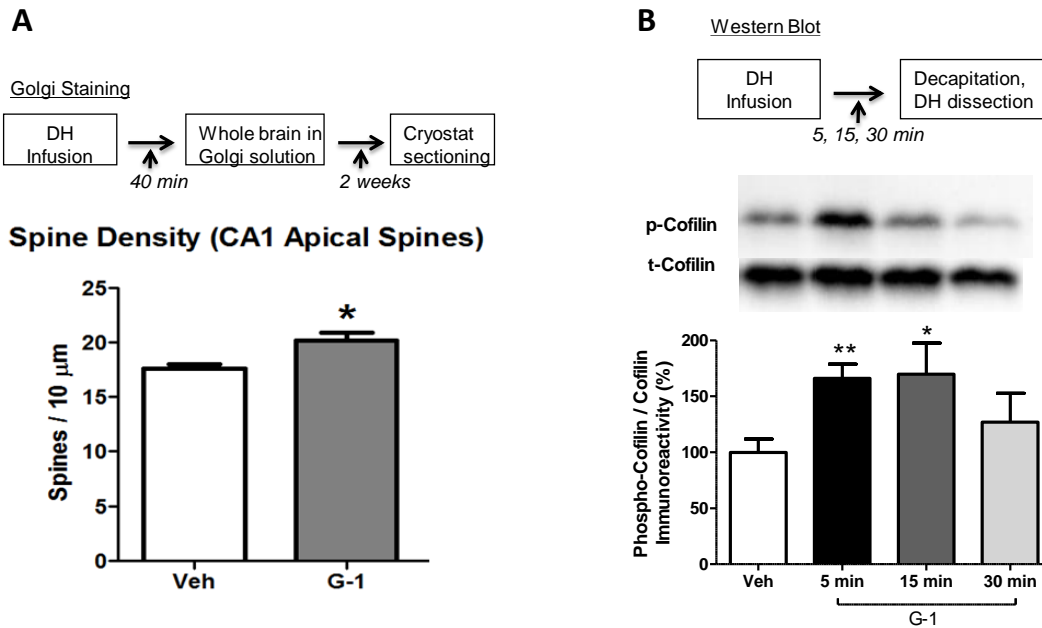 A
Golgi Staining
DH
Infusion
Whole brain in
Golgi solution
Cryostat
sectioning
40 min
2 weeks
Spine Density (CA1 Apical Spines)
25
20
15
10
5
0
Spines / 10 μm
*
Veh
G-1
B
Western Blot
DH
Infusion
Decapitation,
DH dissection
5, 15, 30 min
p-Cofilin
t-Cofilin
Phospho-Cofilin / Cofilin
Immunoreactivity (%)
200
150
100
50
0
**
*
Veh
5 min
15 min
30 min
G-1